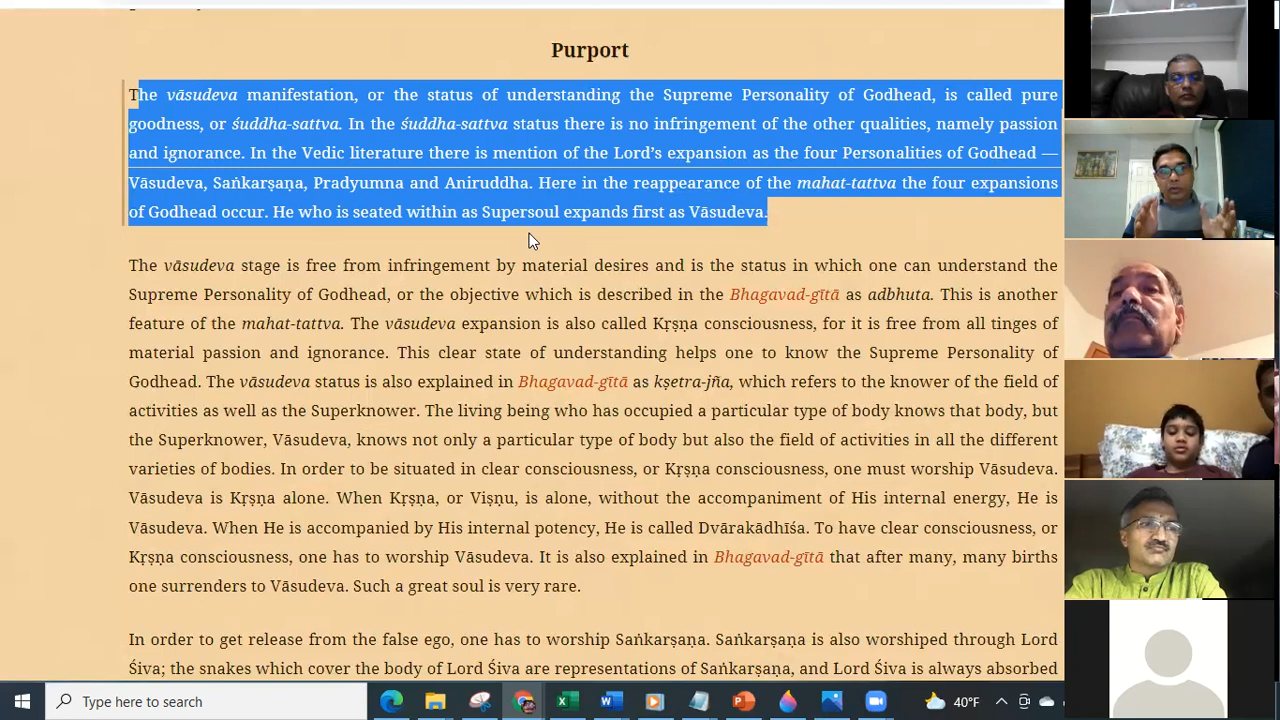 Purport
The vāsudeva manifestation, or the status of understanding the Supreme Personality of Godhead, is called pure
goodness, or śuddha-sattva. In the śuddha-sattva status there is no infringement of the other qualities, namely passion
and ignorance. In the Vedic literature there is mention of the Lord’s expansion as the four Personalities of Godhead —
Vāsudeva, Saṅkarṣaṇa, Pradyumna and Aniruddha. Here in the reappearance of the mahat-tattva the four expansions
of Godhead occur. He who is seated within as Supersoul expands first as Vāsudeva.
The vāsudeva stage is free from infringement by material desires and is the status in which one can understand the
Supreme Personality of Godhead, or the objective which is described in the Bhagavad-gītā as adbhuta. This is another
feature of the mahat-tattva. The vāsudeva expansion is also called Kṛṣṇa consciousness, for it is free from all tinges of
material passion and ignorance. This clear state of understanding helps one to know the Supreme Personality of
Godhead. The vāsudeva status is also explained in Bhagavad-gītā as kṣetra-jña, which refers to the knower of the field of
activities as well as the Superknower. The living being who has occupied a particular type of body knows that body, but
the Superknower, Vāsudeva, knows not only a particular type of body but also the field of activities in all the different
varieties of bodies. In order to be situated in clear consciousness, or Kṛṣṇa consciousness, one must worship Vāsudeva.
Vāsudeva is Kṛṣṇa alone. When Kṛṣṇa, or Viṣṇu, is alone, without the accompaniment of His internal energy, He is
Vāsudeva. When He is accompanied by His internal potency, He is called Dvārakādhīśa. To have clear consciousness, or
Kṛṣṇa consciousness, one has to worship Vāsudeva. It is also explained in Bhagavad-gītā that after many, many births
one surrenders to Vāsudeva. Such a great soul is very rare.
In order to get release from the false ego, one has to worship Saṅkarṣaṇa. Saṅkarṣaṇa is also worshiped through Lord
Śiva; the snakes which cover the body of Lord Śiva are representations of Saṅkarṣaṇa, and Lord Śiva is always absorbed
Type here to search
40°F